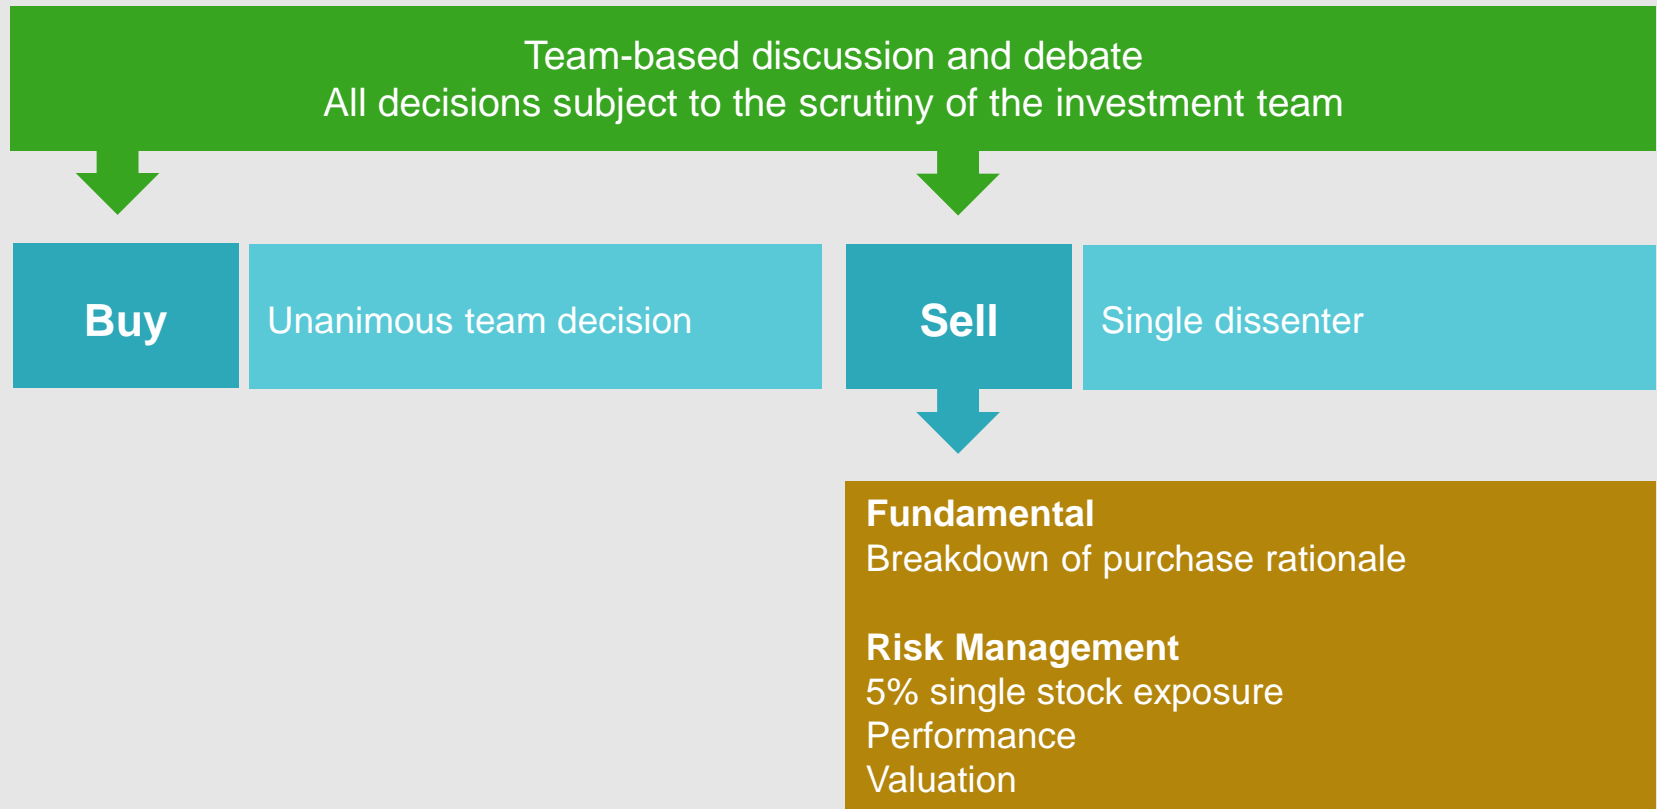 Team-based discussion and debate
All decisions subject to the scrutiny of the investment team
Buy
Unanimous team decision
Sell
Single dissenter
Fundamental
Breakdown of purchase rationale
Risk Management
5% single stock exposure
Performance
Valuation